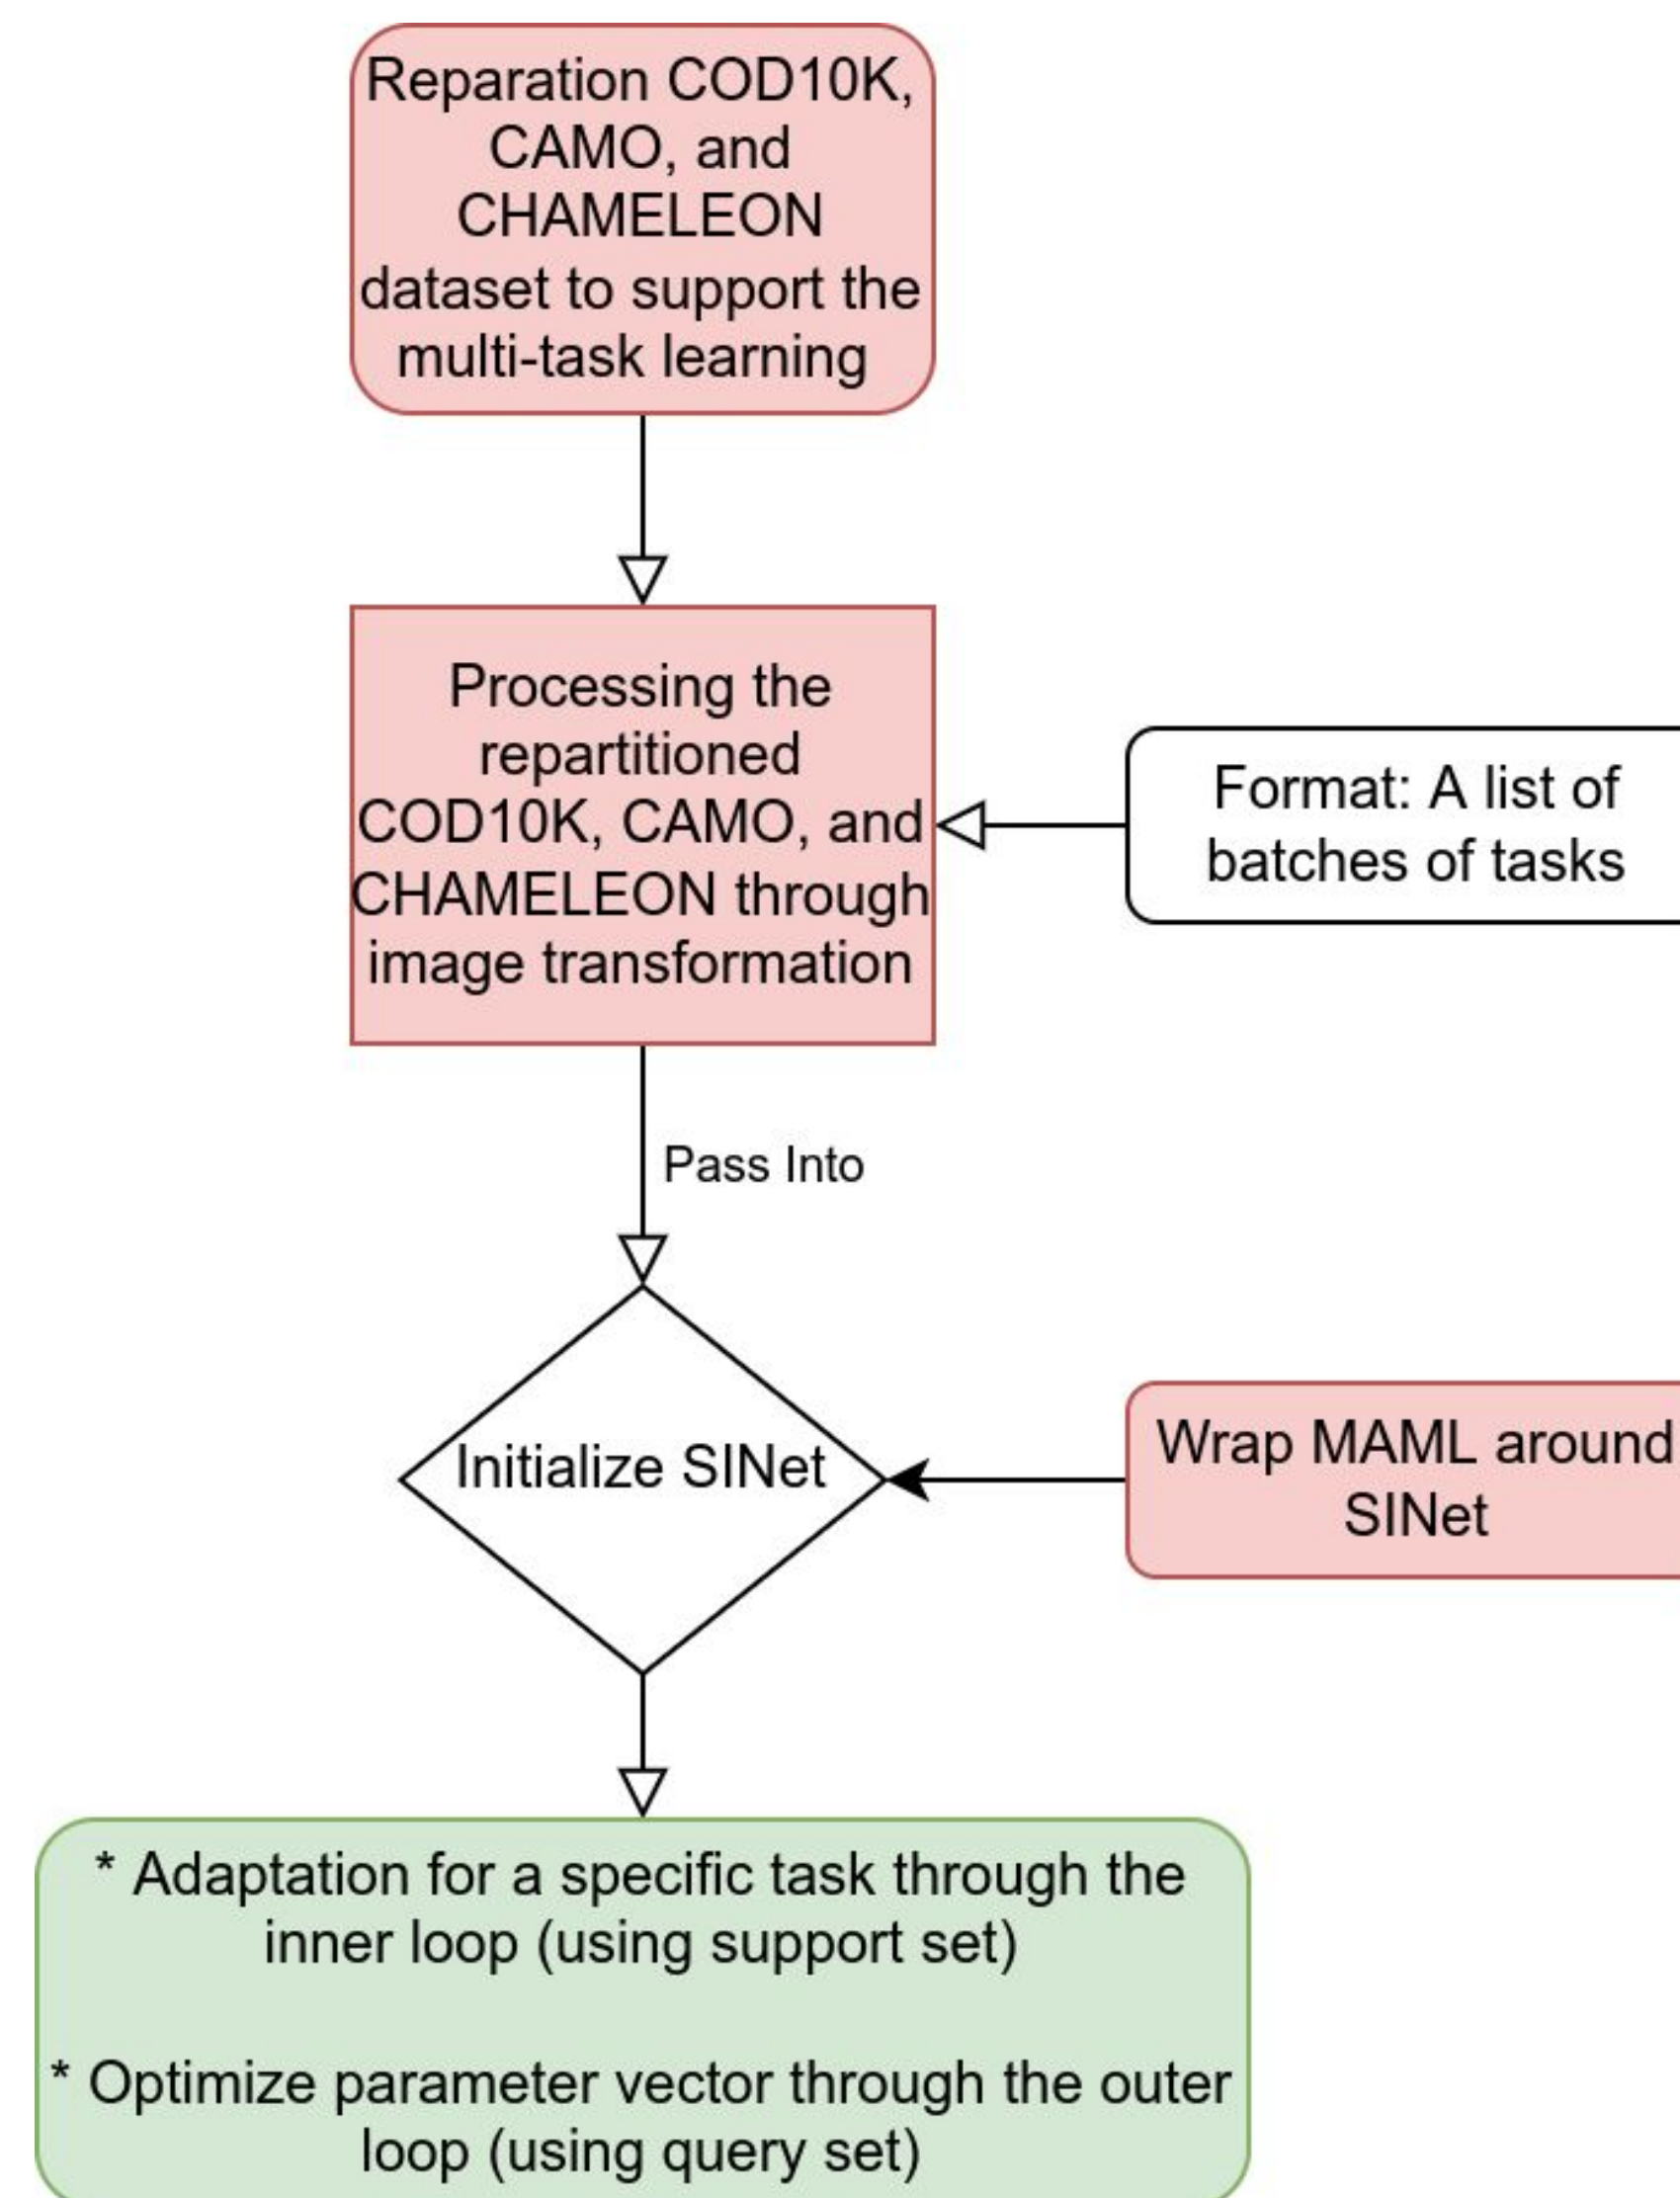 Reparation COD10K,
CAMO, and
CHAMELEON
dataset to support the
multi-task learning
Processing the
repartitioned
COD10K, CAMO, and
CHAMELEON through
image transformation
Format: A list of
batches of tasks
Pass Into
Initialize SINet
Wrap MAML around
SINet
* Adaptation for a specific task through the
inner loop (using support set)
* Optimize parameter vector through the outer
loop (using query set)